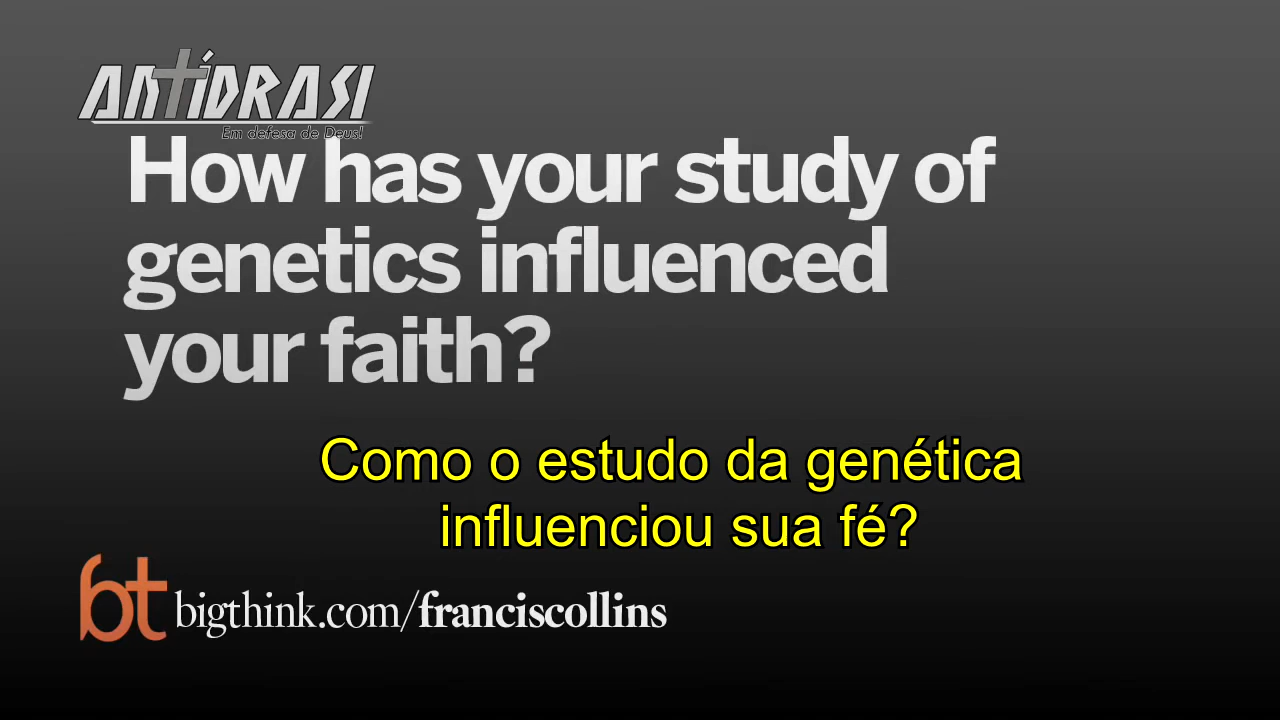 ANTÍDRASI
Em defesa de Deus!
How has your study of
genetics influenced
your faith?
Como o estudo da genética
influenciou sua fé?
bt bigthink.com/franciscollins